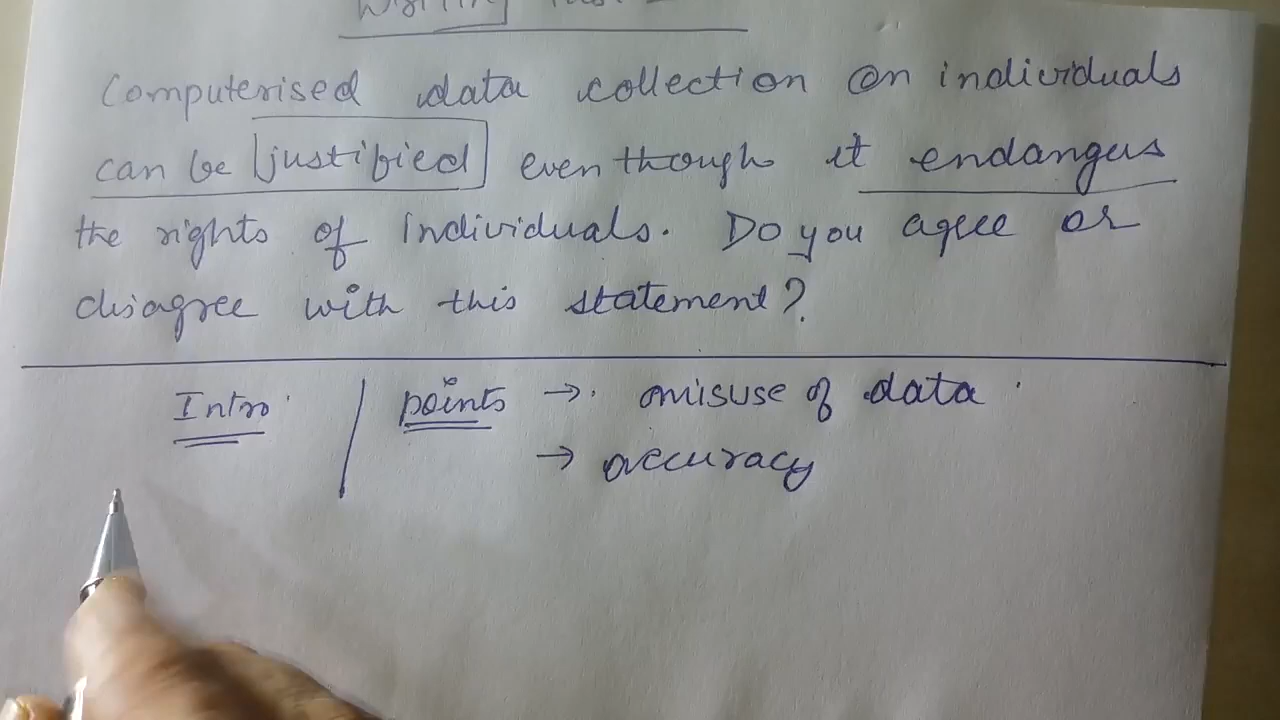 Writing
Computerised data collection on individuals
can be justified even though it endangers
the rights of individuals. Do you agree or
disagree with this statement?
Intro points → misuse of data
→ accuracy